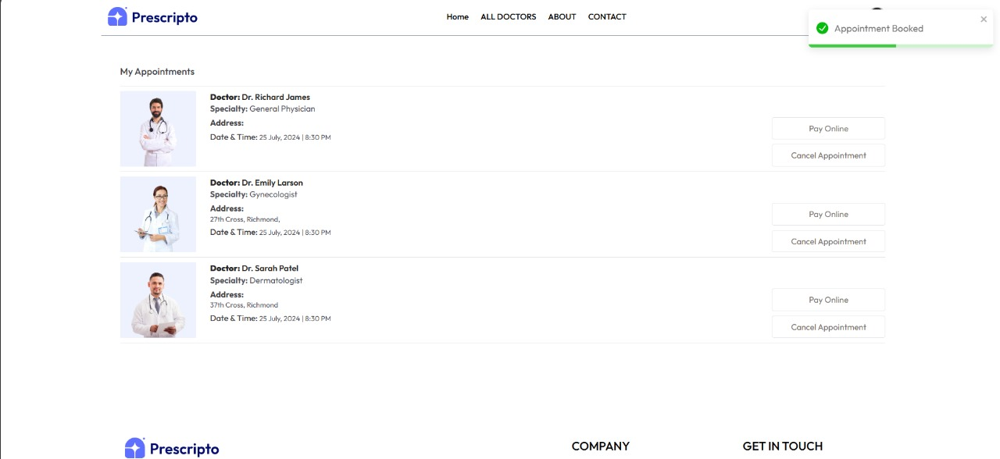 Prescripto
Home ALL DOCTORS ABOUT CONTACT
Appointment Booked
My Appointments
Doctor: Dr. Richard James
Specialty: General Physician
Address:
Date & Time: 25 July, 2024 | 8:30 PM
Pay Online
Cancel Appointment
Doctor: Dr. Emily Larson
Specialty: Gynecologist
Address:
27th Cross, Richmond,
Date & Time: 25 July, 2024 | 8:30 PM
Pay Online
Cancel Appointment
Doctor: Dr. Sarah Patel
Specialty: Dermatologist
Address:
37th Cross, Richmond
Date & Time: 25 July, 2024 | 8:30 PM
Pay Online
Cancel Appointment
Prescripto
COMPANY
GET IN TOUCH